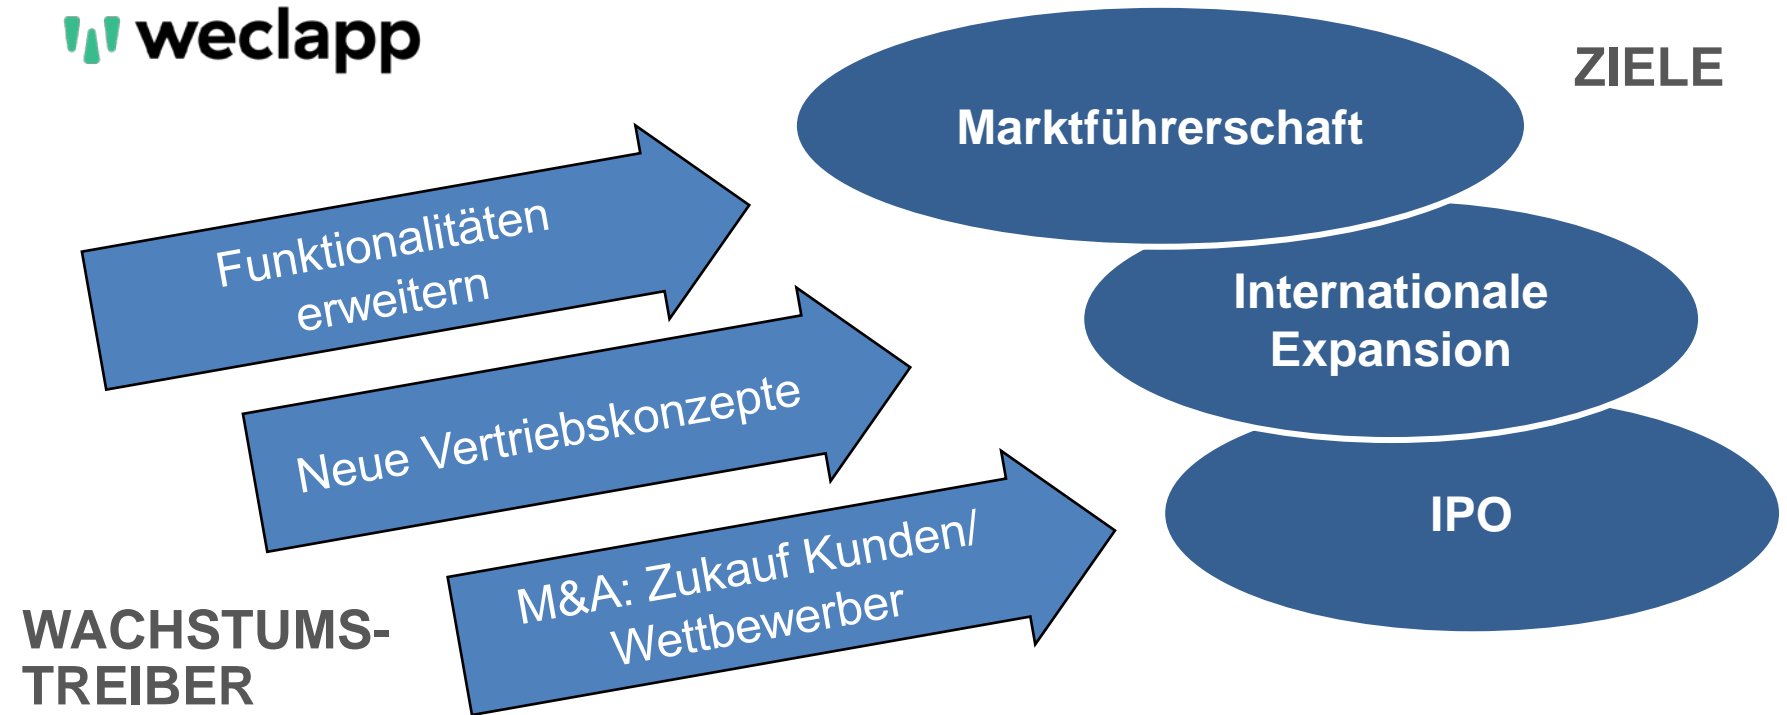 weclapp
ZIELE
Marktführerschaft
Funktionalitäten
erweitern
Internationale
Expansion
Neue Vertriebskonzepte
IPO
M&A: Zukauf Kunden/
Wettbewerber
WACHSTUMS-
TREIBER